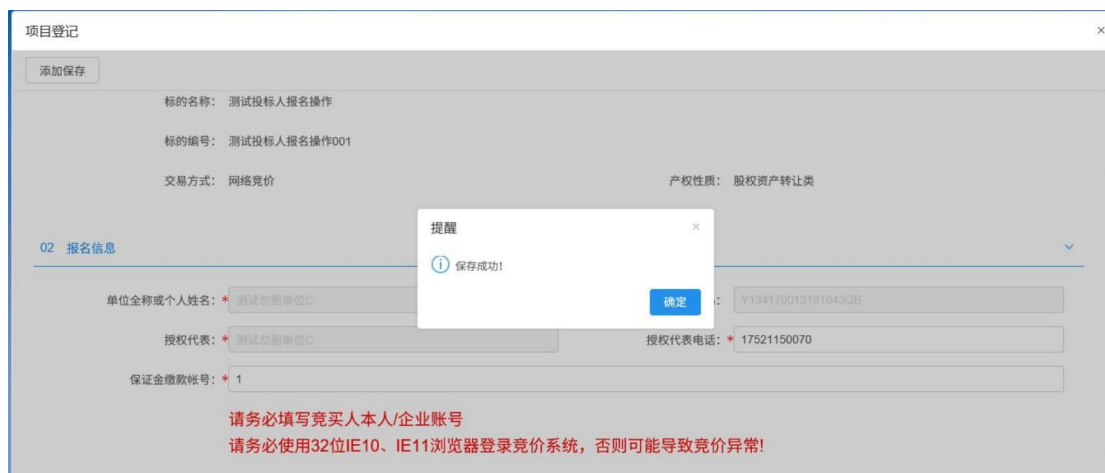 项目登记
添加保存
标的名称： 测试投标人报名操作
标的编号： 测试投标人报名操作001
交易方式： 网络竞价 产权性质： 股权资产转让类
提醒
保存成功!
确定
02 报名信息
单位全称或个人姓名：* 测试勿删单位C Y134170013181043QB
授权代表：* 测试勿删单位C 授权代表电话：* 17521150070
保证金缴款帐号：* 1
请务必填写竞买人本人/企业账号
请务必使用32位IE10、IE11浏览器登录竞价系统，否则可能导致竞价异常!